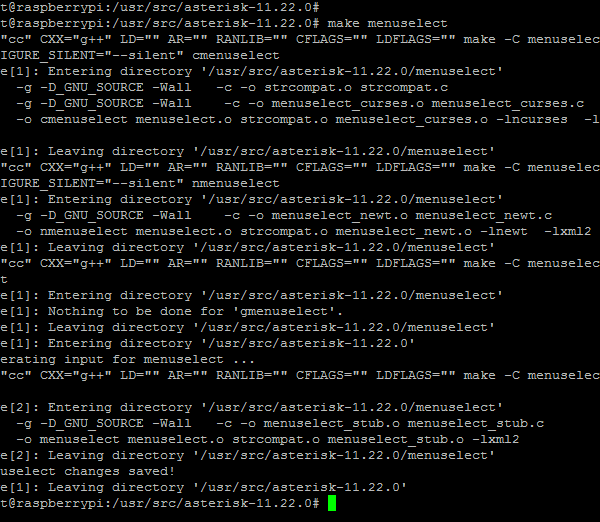 t@raspberrypi:/usr/src/asterisk-11.22.0#
t@raspberrypi:/usr/src/asterisk-11.22.0# make menuselect
"cc" CXX="g++" LD="" AR="" RANLIB="" CFLAGS="" LDFLAGS="" make -C menuselec
IGURE_SILENT="--silent" cmenuselect
e[1]: Entering directory '/usr/src/asterisk-11.22.0/menuselect'
-g -D_GNU_SOURCE -Wall -c -o strcompat.o strcompat.c
-g -D_GNU_SOURCE -Wall -c -o menuselect_curses.o menuselect_curses.c
-o cmenuselect menuselect.o strcompat.o menuselect_curses.o -lncurses -l
e[1]: Leaving directory '/usr/src/asterisk-11.22.0/menuselect'
"cc" CXX="g++" LD="" AR="" RANLIB="" CFLAGS="" LDFLAGS="" make -C menuselec
IGURE_SILENT="--silent" nmenuselect
e[1]: Entering directory '/usr/src/asterisk-11.22.0/menuselect'
-g -D_GNU_SOURCE -Wall -c -o menuselect_newt.o menuselect_newt.c
-o nmenuselect menuselect.o strcompat.o menuselect_newt.o -lnewt -lxml2
e[1]: Leaving directory '/usr/src/asterisk-11.22.0/menuselect'
"cc" CXX="g++" LD="" AR="" RANLIB="" CFLAGS="" LDFLAGS="" make -C menuselec
t
e[1]: Entering directory '/usr/src/asterisk-11.22.0/menuselect'
e[1]: Nothing to be done for 'gmenuselect'.
e[1]: Leaving directory '/usr/src/asterisk-11.22.0/menuselect'
e[1]: Entering directory '/usr/src/asterisk-11.22.0'
erating input for menuselect ...
"cc" CXX="g++" LD="" AR="" RANLIB="" CFLAGS="" LDFLAGS="" make -C menuselec
e[2]: Entering directory '/usr/src/asterisk-11.22.0/menuselect'
-g -D_GNU_SOURCE -Wall -c -o menuselect_stub.o menuselect_stub.c
-o menuselect menuselect.o strcompat.o menuselect_stub.o -lxml2
e[2]: Leaving directory '/usr/src/asterisk-11.22.0/menuselect'
uselect changes saved!
e[1]: Leaving directory '/usr/src/asterisk-11.22.0'
t@raspberrypi:/usr/src/asterisk-11.22.0#